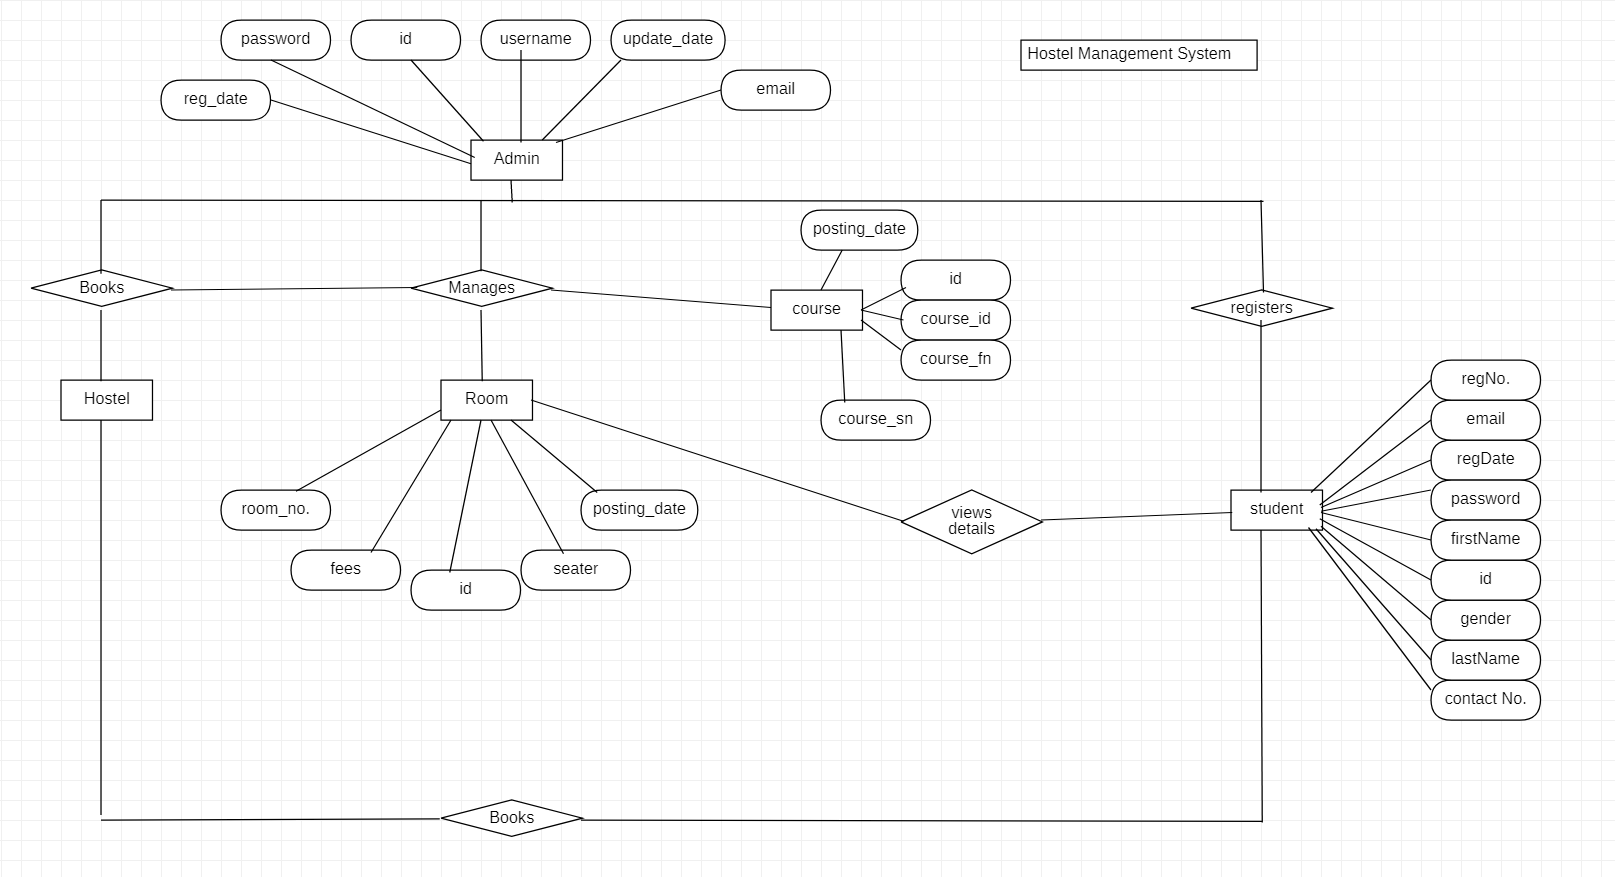 password
id
username
update_date
Hostel Management System
reg_date
email
Admin
posting_date
Books
Manages
id
course
course_id
registers
course_fn
Hostel
Room
course_sn
regNo.
email
regDate
password
firstName
id
gender
lastName
contact No.
room_no.
posting_date
views
details
student
fees
id
seater
Books